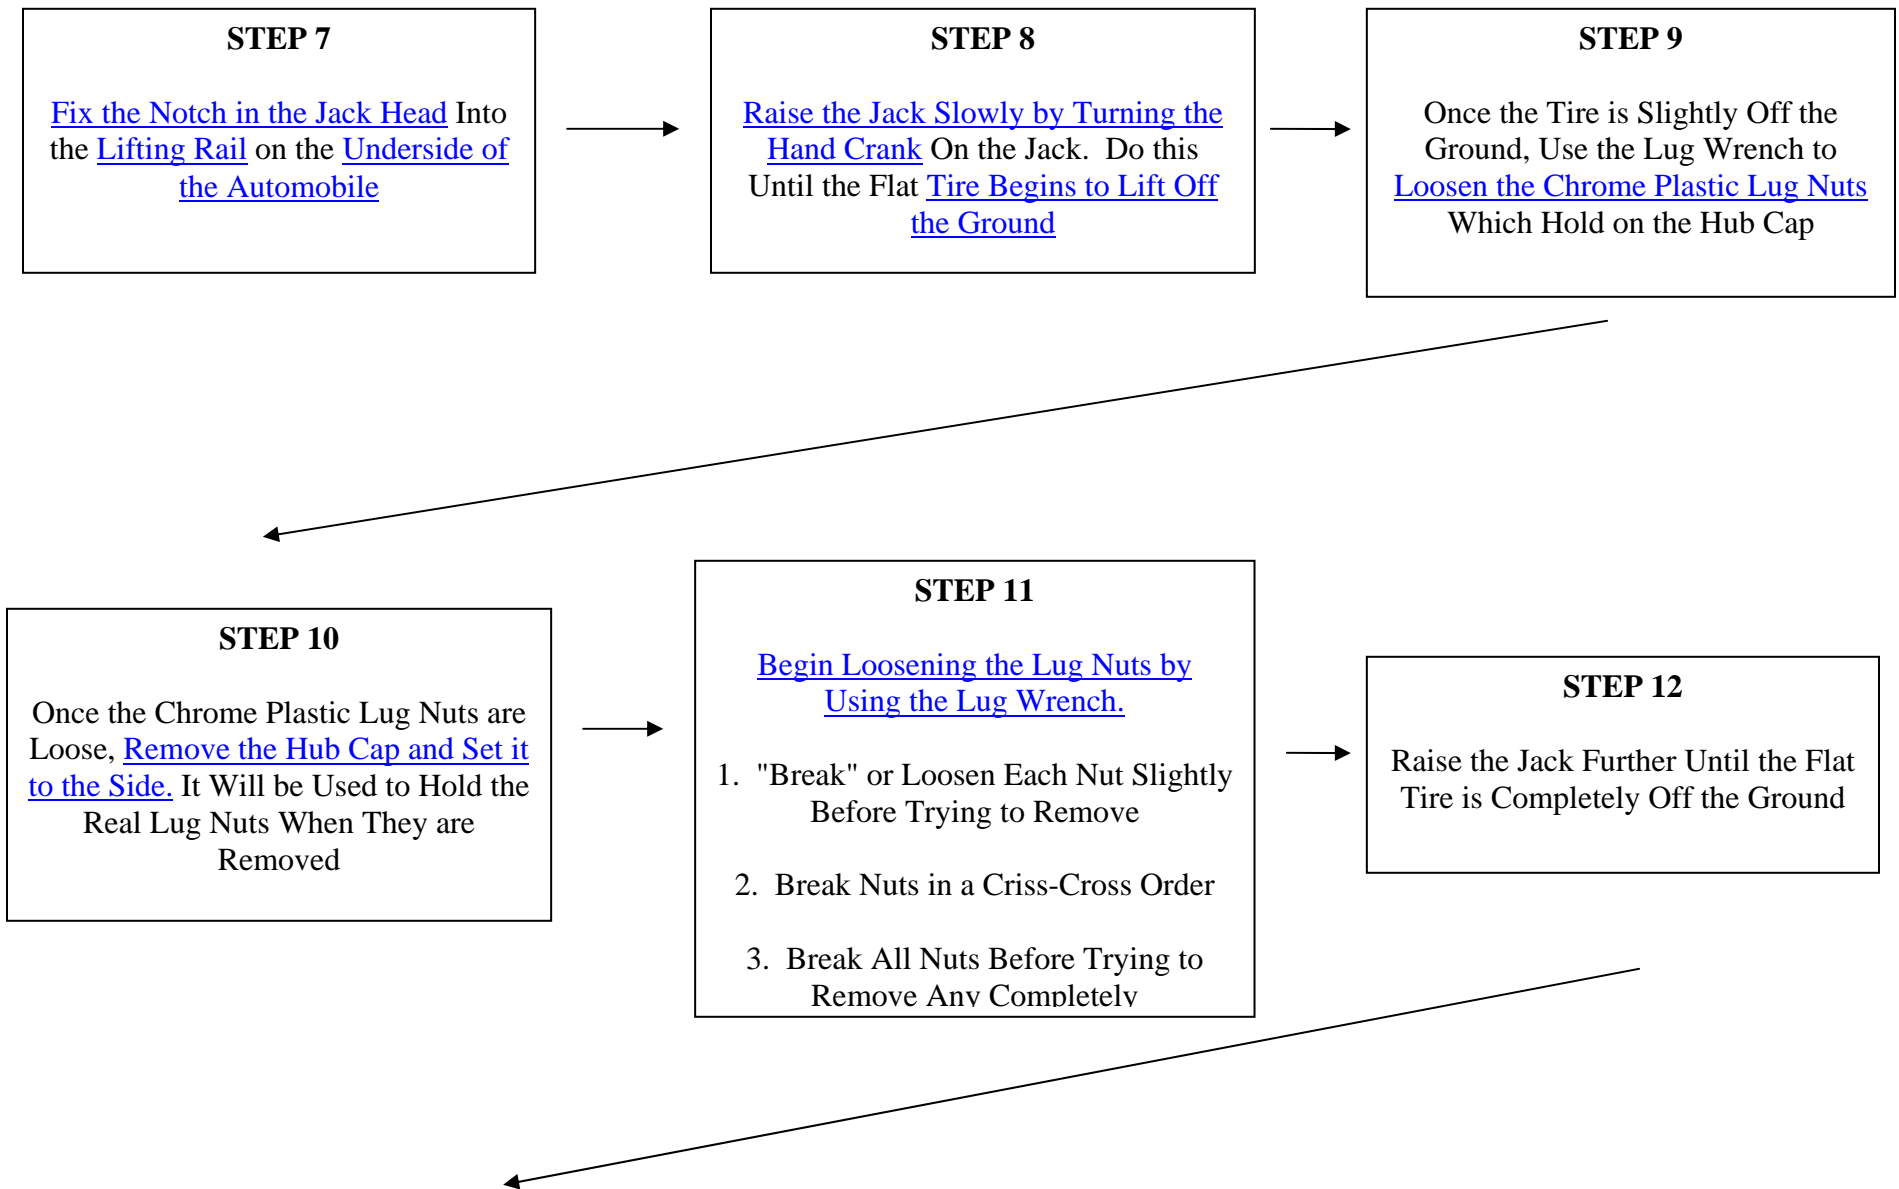 STEP 7
Fix the Notch in the Jack Head Into
the Lifting Rail on the Underside of
the Automobile
STEP 8
Raise the Jack Slowly by Turning the
Hand Crank On the Jack.  Do this
Until the Flat Tire Begins to Lift Off
the Ground
STEP 9
Once the Tire is Slightly Off the
Ground, Use the Lug Wrench to
Loosen the Chrome Plastic Lug Nuts
Which Hold on the Hub Cap
STEP 10
Once the Chrome Plastic Lug Nuts are
Loose, Remove the Hub Cap and Set it
to the Side. It Will be Used to Hold the
Real Lug Nuts When They are
Removed
STEP 11
Begin Loosening the Lug Nuts by
Using the Lug Wrench.
1.  "Break" or Loosen Each Nut Slightly
Before Trying to Remove
2.  Break Nuts in a Criss-Cross Order
3.  Break All Nuts Before Trying to
Remove Any Completely
STEP 12
Raise the Jack Further Until the Flat
Tire is Completely Off the Ground